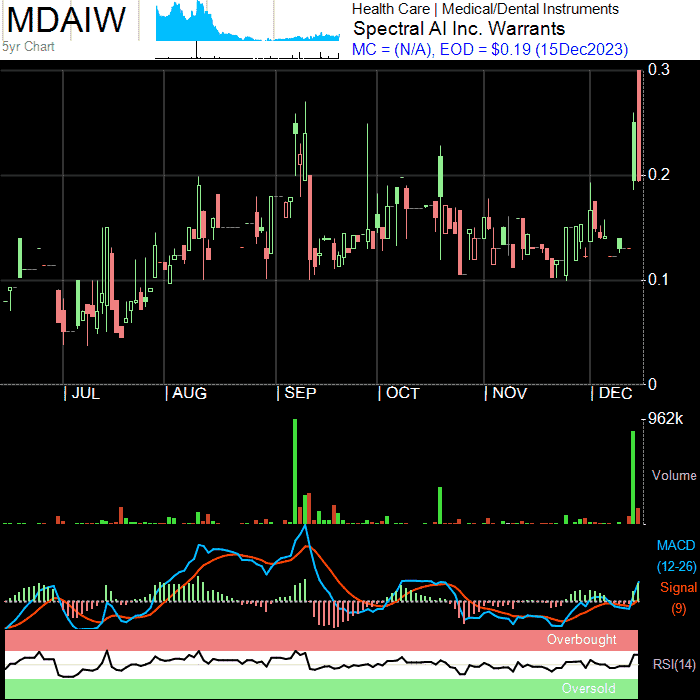 MDAIW
5yr Chart
Health Care | Medical/Dental Instruments
Spectral AI Inc. Warrants
MC = (N/A), EOD = $0.19 (15Dec2023)
0.3
0.2
0.1
0
| JUL | AUG | SEP | OCT | NOV | DEC
962k
Volume
MACD
(12-26)
Signal
(9)
Overbought
RSI(14)
Oversold